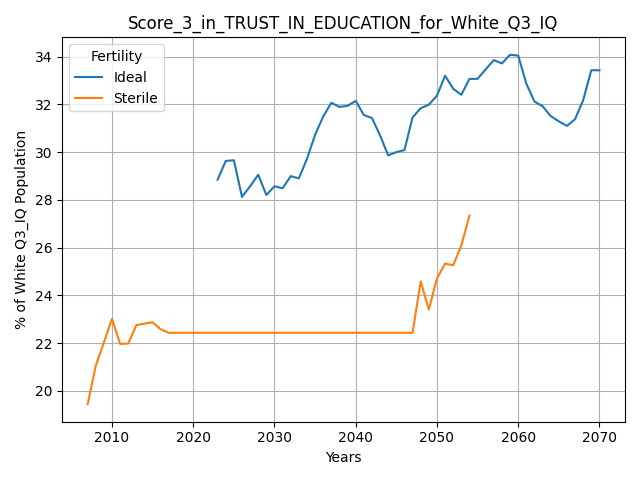 Score_3_in_TRUST_IN_EDUCATION_for_White_Q3_IQ
Fertility
Ideal
Sterile
% of White Q3_IQ Population
34
32
30
28
26
24
22
20
2010
2020
2030
2040
2050
2060
2070
Years